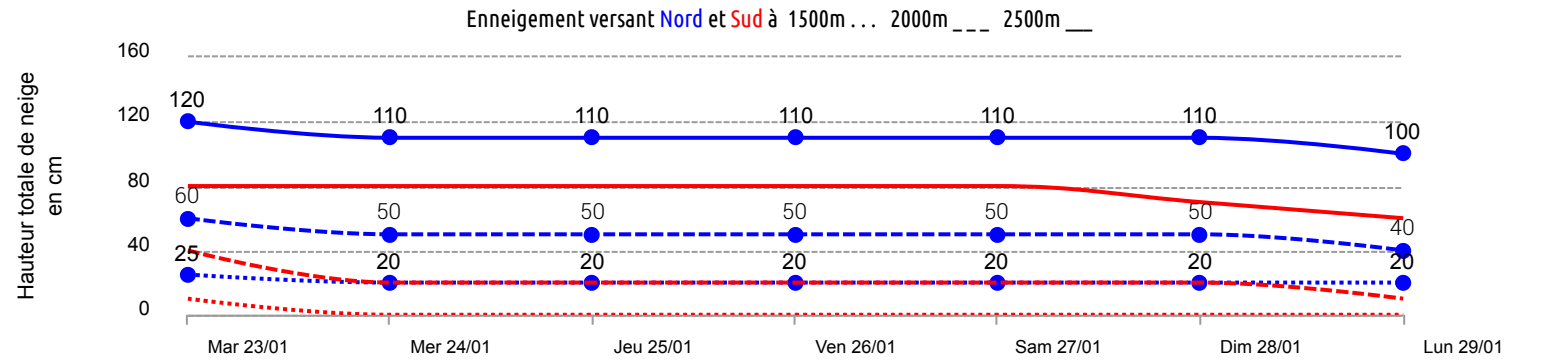 Enneigement versant Nord et Sud à 1500m . . . 2000m _ _ _ 2500m __
Hauteur totale de neige
en cm
160
120
80
40
0
120 110 110 110 110 110 100
60 50 50 50 50 50 40
25 20 20 20 20 20 20
Mar 23/01 Mer 24/01 Jeu 25/01 Ven 26/01 Sam 27/01 Dim 28/01 Lun 29/01